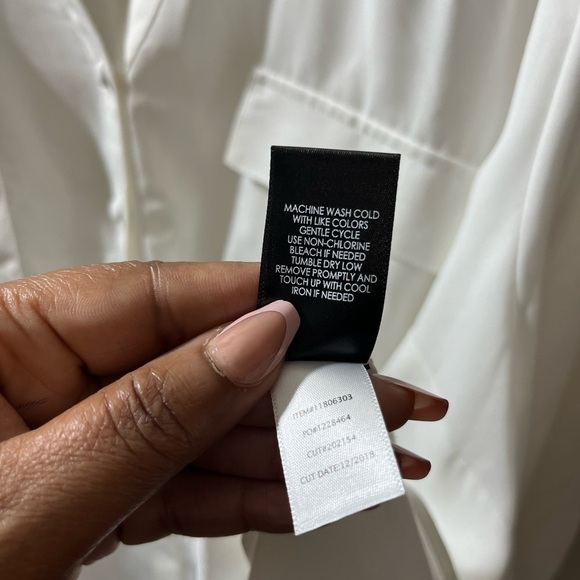 MACHINE WASH COLD
WITH LIKE COLORS
GENTLE CYCLE
USE NON-CHLORINE
BLEACH IF NEEDED
TUMBLE DRY LOW
REMOVE PROMPTLY AND
TOUCH UP WITH COOL
IRON IF NEEDED
ITEM#11806303
PO#1228464
CUT#202154
CUT DATE:12/2018